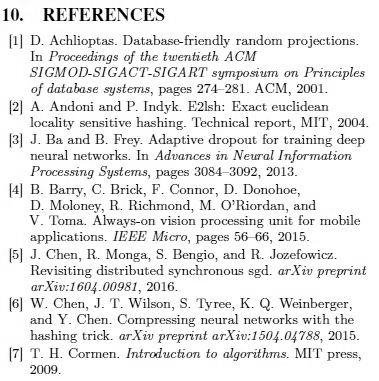 10. REFERENCES
[1] D. Achlioptas. Database-friendly random projections.
In Proceedings of the twentieth ACM
SIGMOD-SIGACT-SIGART symposium on Principles
of database systems, pages 274–281. ACM, 2001.
[2] A. Andoni and P. Indyk. E2lsh: Exact euclidean
locality sensitive hashing. Technical report, MIT, 2004.
[3] J. Ba and B. Frey. Adaptive dropout for training deep
neural networks. In Advances in Neural Information
Processing Systems, pages 3084–3092, 2013.
[4] B. Barry, C. Brick, F. Connor, D. Donohoe,
D. Moloney, R. Richmond, M. O'Riordan, and
V. Toma. Always-on vision processing unit for mobile
applications. IEEE Micro, pages 56–66, 2015.
[5] J. Chen, R. Monga, S. Bengio, and R. Jozefowicz.
Revisiting distributed synchronous sgd. arXiv preprint
arXiv:1604.00981, 2016.
[6] W. Chen, J. T. Wilson, S. Tyree, K. Q. Weinberger,
and Y. Chen. Compressing neural networks with the
hashing trick. arXiv preprint arXiv:1504.04788, 2015.
[7] T. H. Cormen. Introduction to algorithms. MIT press,
2009.